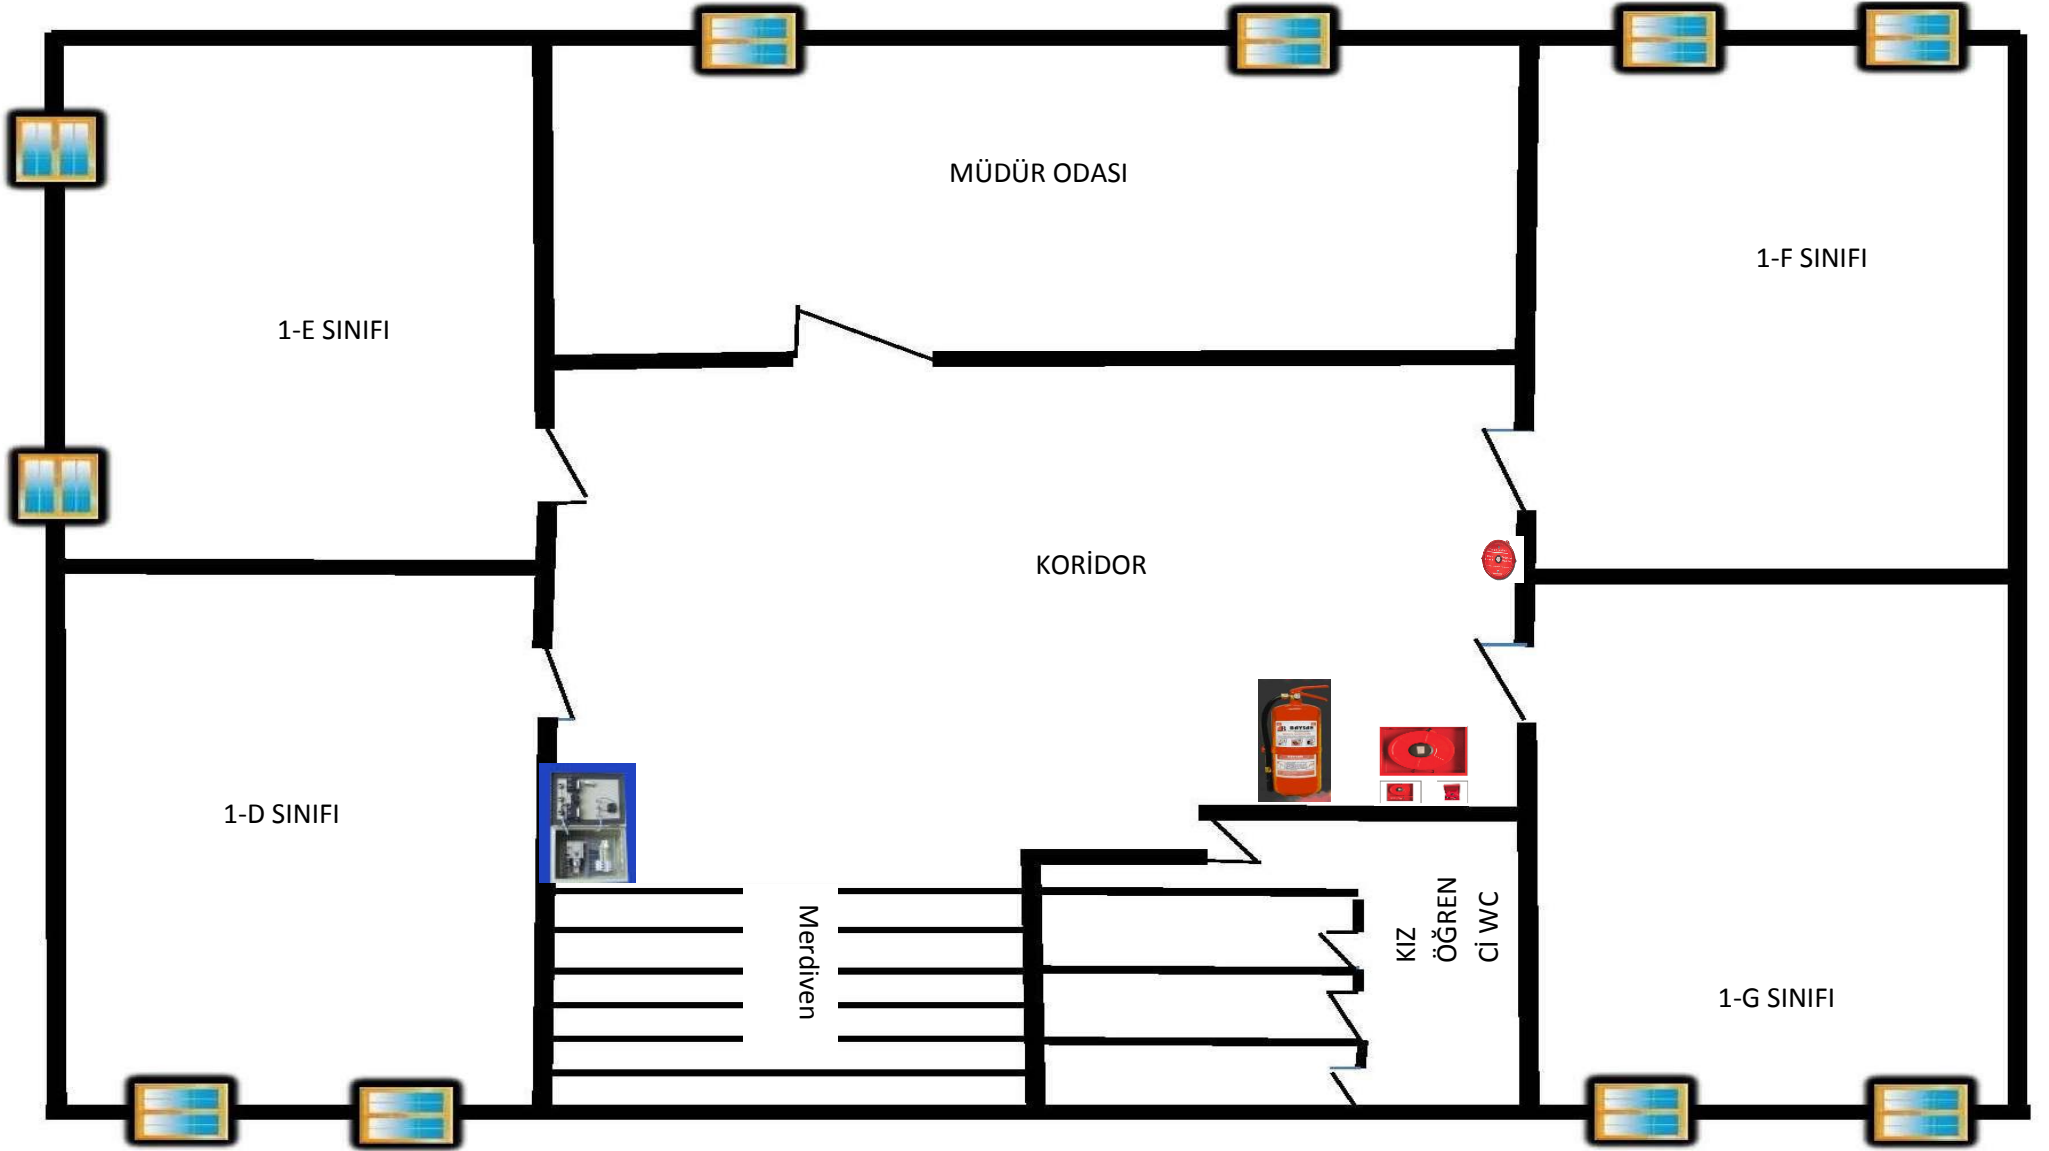 MÜDÜR ODASI
1-F SINIFI
1-E SINIFI
KORİDOR
1-D SINIFI
Merdiven
KIZ
ÖĞREN
Cİ WC
1-G SINIFI